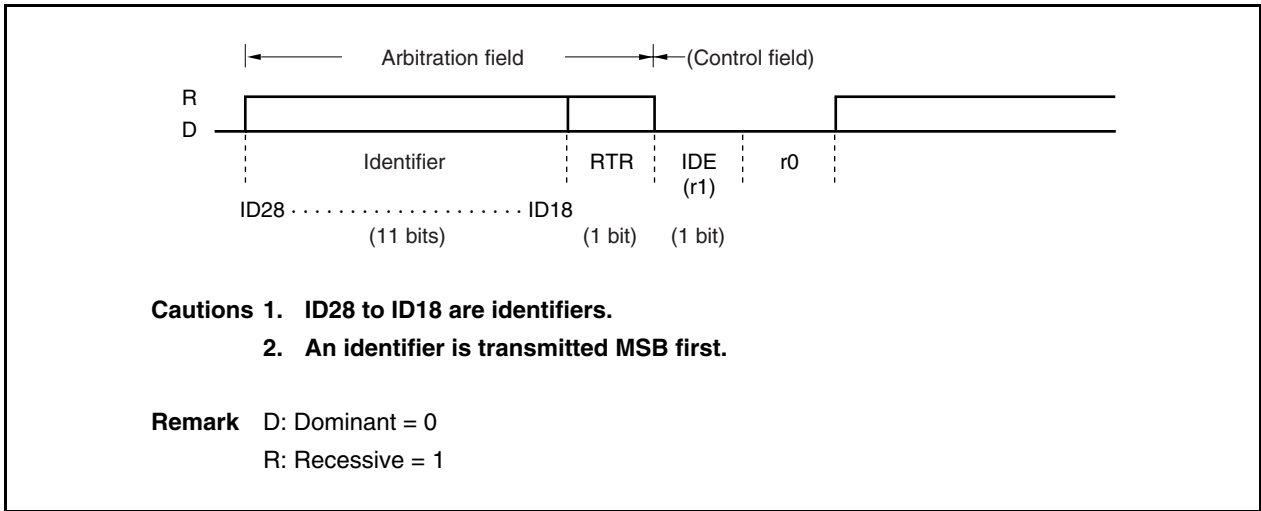 Arbitration field (Control field)
R
D
Identifier RTR IDE r0
(r1)
ID28 · · · · · · · · · · · · · · · · · · · · ID18
(11 bits) (1 bit) (1 bit)
Cautions 1. ID28 to ID18 are identifiers.
2. An identifier is transmitted MSB first.
Remark D: Dominant = 0
R: Recessive = 1